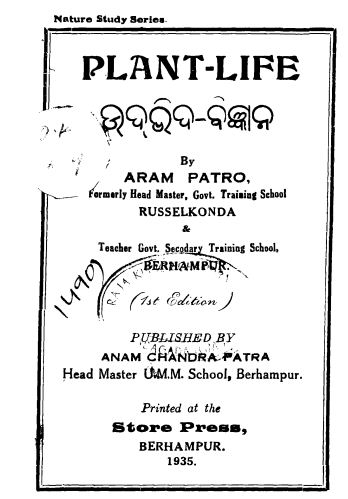 Nature Study Series.
PLANT-LIFE
ଉଦ୍ଭିଦ-ବିଜ୍ଞାନ
By
ARAM PATRO,
Formerly Head Master, Govt. Training School
RUSSELKONDA
&
Teacher Govt. Secodary Training School,
BERHAMPUR.
(1st Edition)
14909
PUBLISHED BY
ANAM CHANDRA PATRA
Head Master U.M.M. School, Berhampur.
Printed at the
Store Press,
BERHAMPUR.
1935.